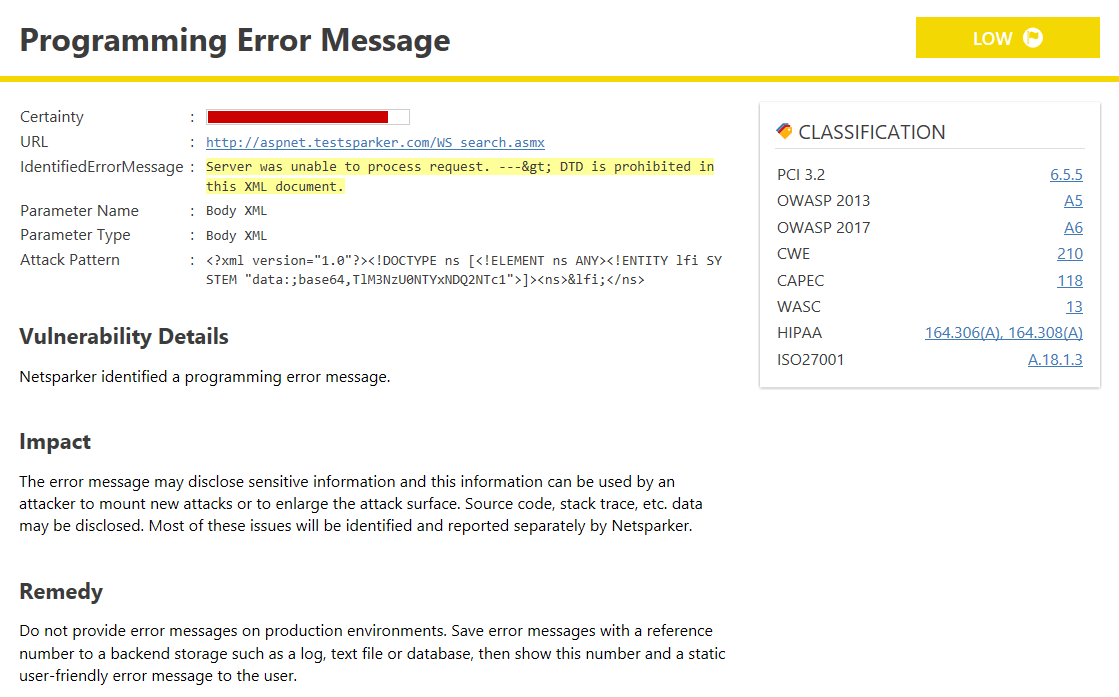 Programming Error Message
LOW
Certainty :
URL : http://aspnet.testsparker.com/WS_search.asmx
IdentifiedErrorMessage : Server was unable to process request. ---&gt; DTD is prohibited in
this XML document.
Parameter Name : Body XML
Parameter Type : Body XML
Attack Pattern : <?xml version="1.0"?><!DOCTYPE ns [<!ELEMENT ns ANY><!ENTITY lfi SY
STEM "data:;base64,TlM3NzU0NTYxNDQ2NTc1">]><ns>&lfi;</ns>
CLASSIFICATION
PCI 3.2 6.5.5
OWASP 2013 A5
OWASP 2017 A6
CWE 210
CAPEC 118
WASC 13
HIPAA 164.306(A), 164.308(A)
ISO27001 A.18.1.3
Vulnerability Details
Netsparker identified a programming error message.
Impact
The error message may disclose sensitive information and this information can be used by an
attacker to mount new attacks or to enlarge the attack surface. Source code, stack trace, etc. data
may be disclosed. Most of these issues will be identified and reported separately by Netsparker.
Remedy
Do not provide error messages on production environments. Save error messages with a reference
number to a backend storage such as a log, text file or database, then show this number and a static
user-friendly error message to the user.